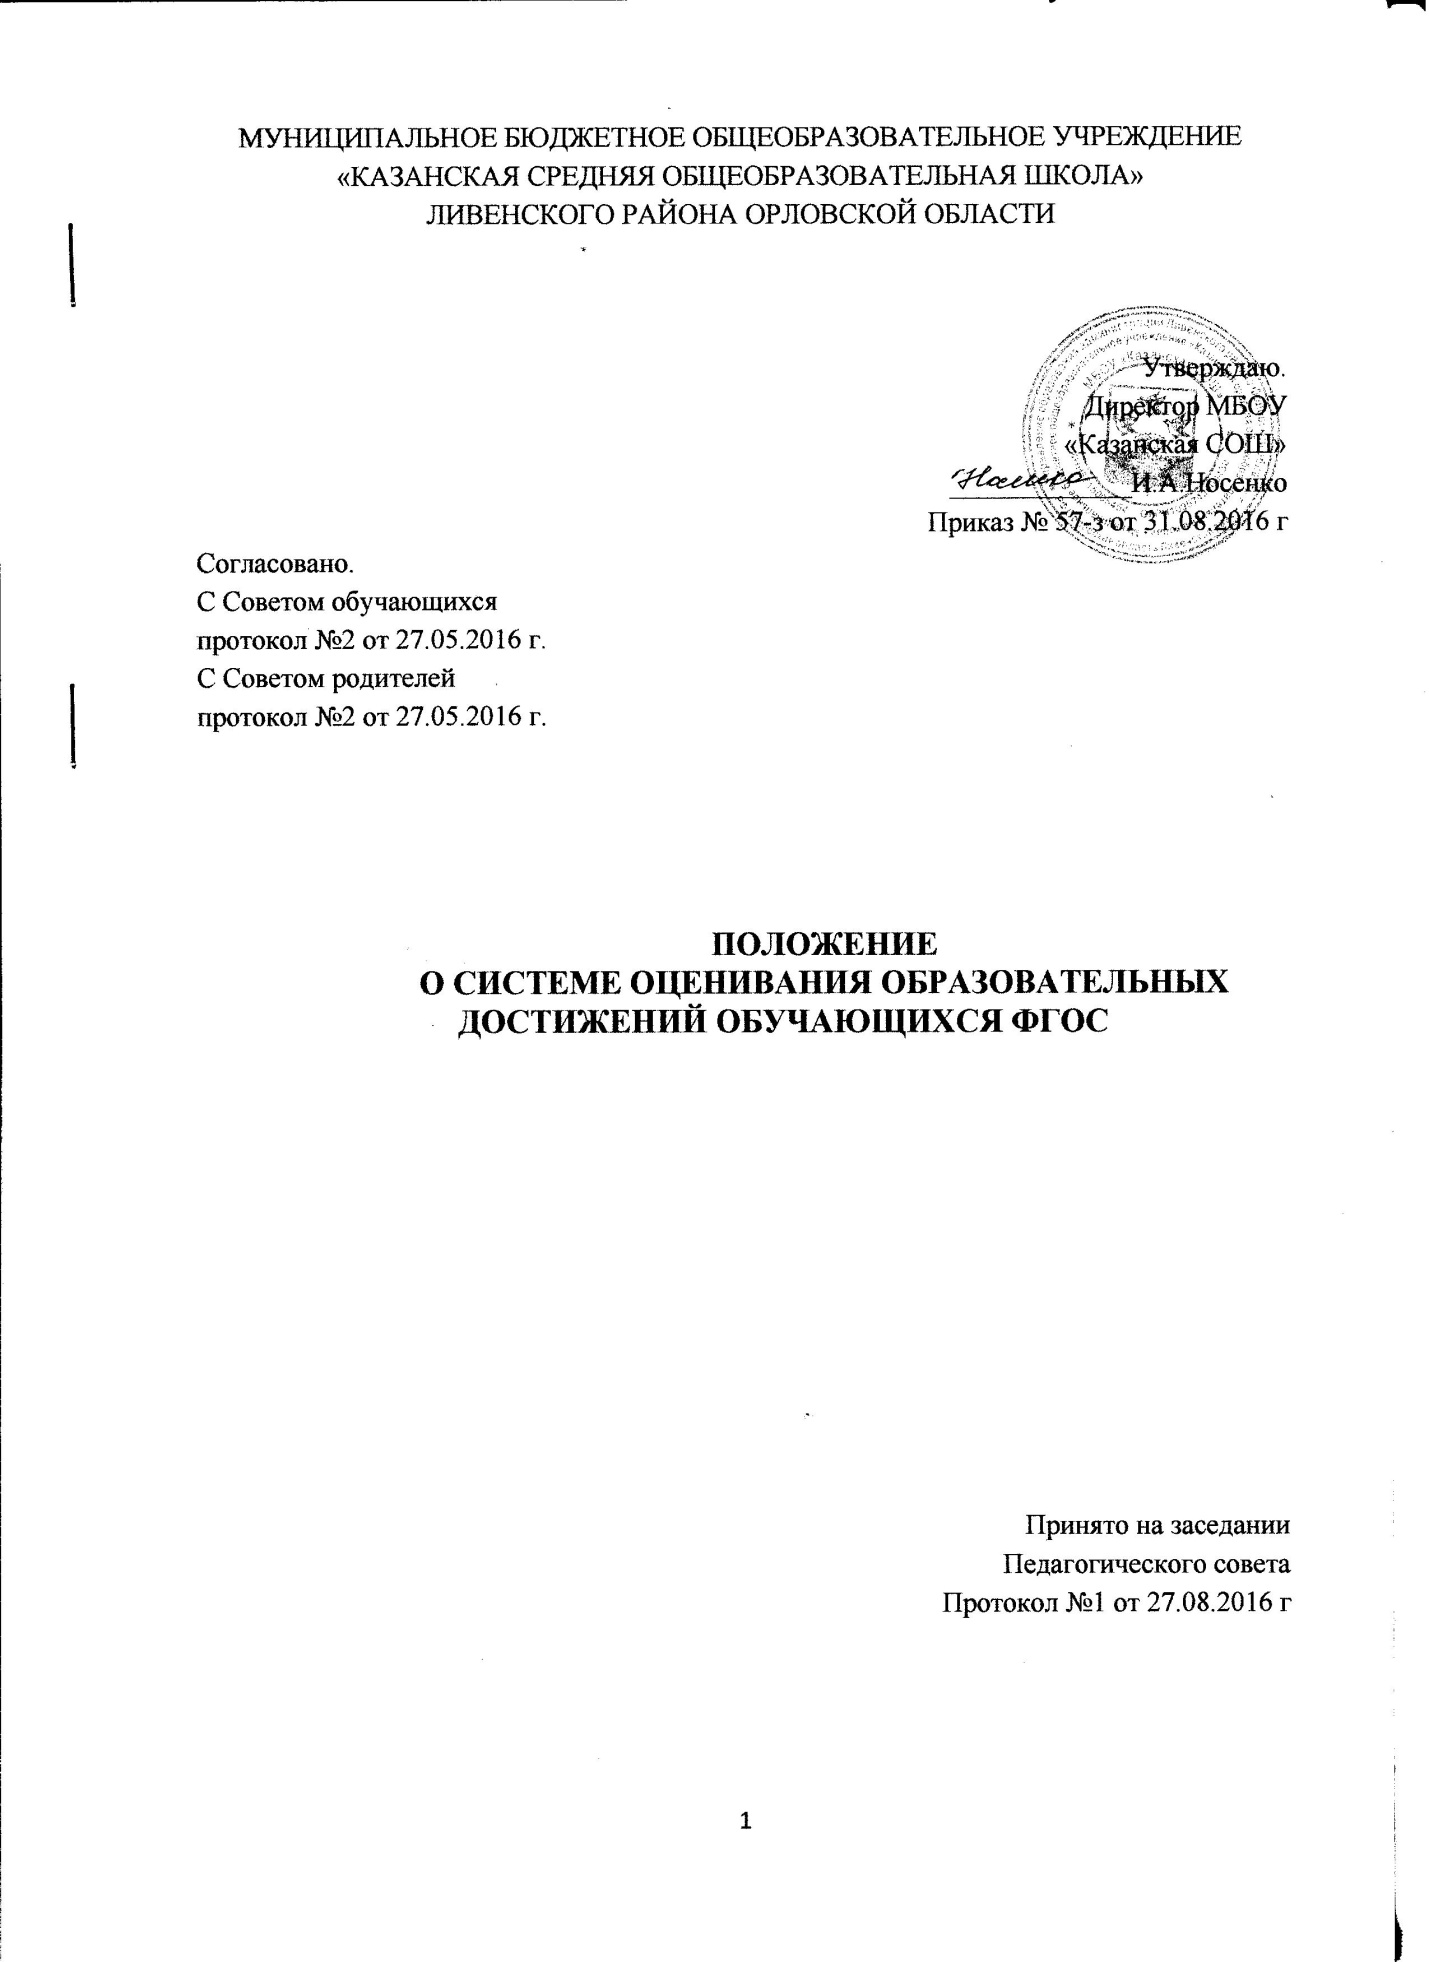 МУНИЦИПАЛЬНОЕ БЮДЖЕТНОЕ ОБЩЕОБРАЗОВАТЕЛЬНОЕ УЧРЕЖДЕНИЕ
«КАЗАНСКАЯ СРЕДНЯЯ ОБЩЕОБРАЗОВАТЕЛЬНАЯ ШКОЛА»
ЛИВЕНСКОГО РАЙОНА ОРЛОВСКОЙ ОБЛАСТИ
Утверждаю.
Директор МБОУ
«Казанская СОШ»
И.А.Носенко
Приказ № 57-з от 31.08.2016 г
Согласовано.
С Советом обучающихся
протокол №2 от 27.05.2016 г.
С Советом родителей
протокол №2 от 27.05.2016 г.
ПОЛОЖЕНИЕ
О СИСТЕМЕ ОЦЕНИВАНИЯ ОБРАЗОВАТЕЛЬНЫХ
ДОСТИЖЕНИЙ ОБУЧАЮЩИХСЯ ФГОС
Принято на заседании
Педагогического совета
Протокол №1 от 27.08.2016 г
1